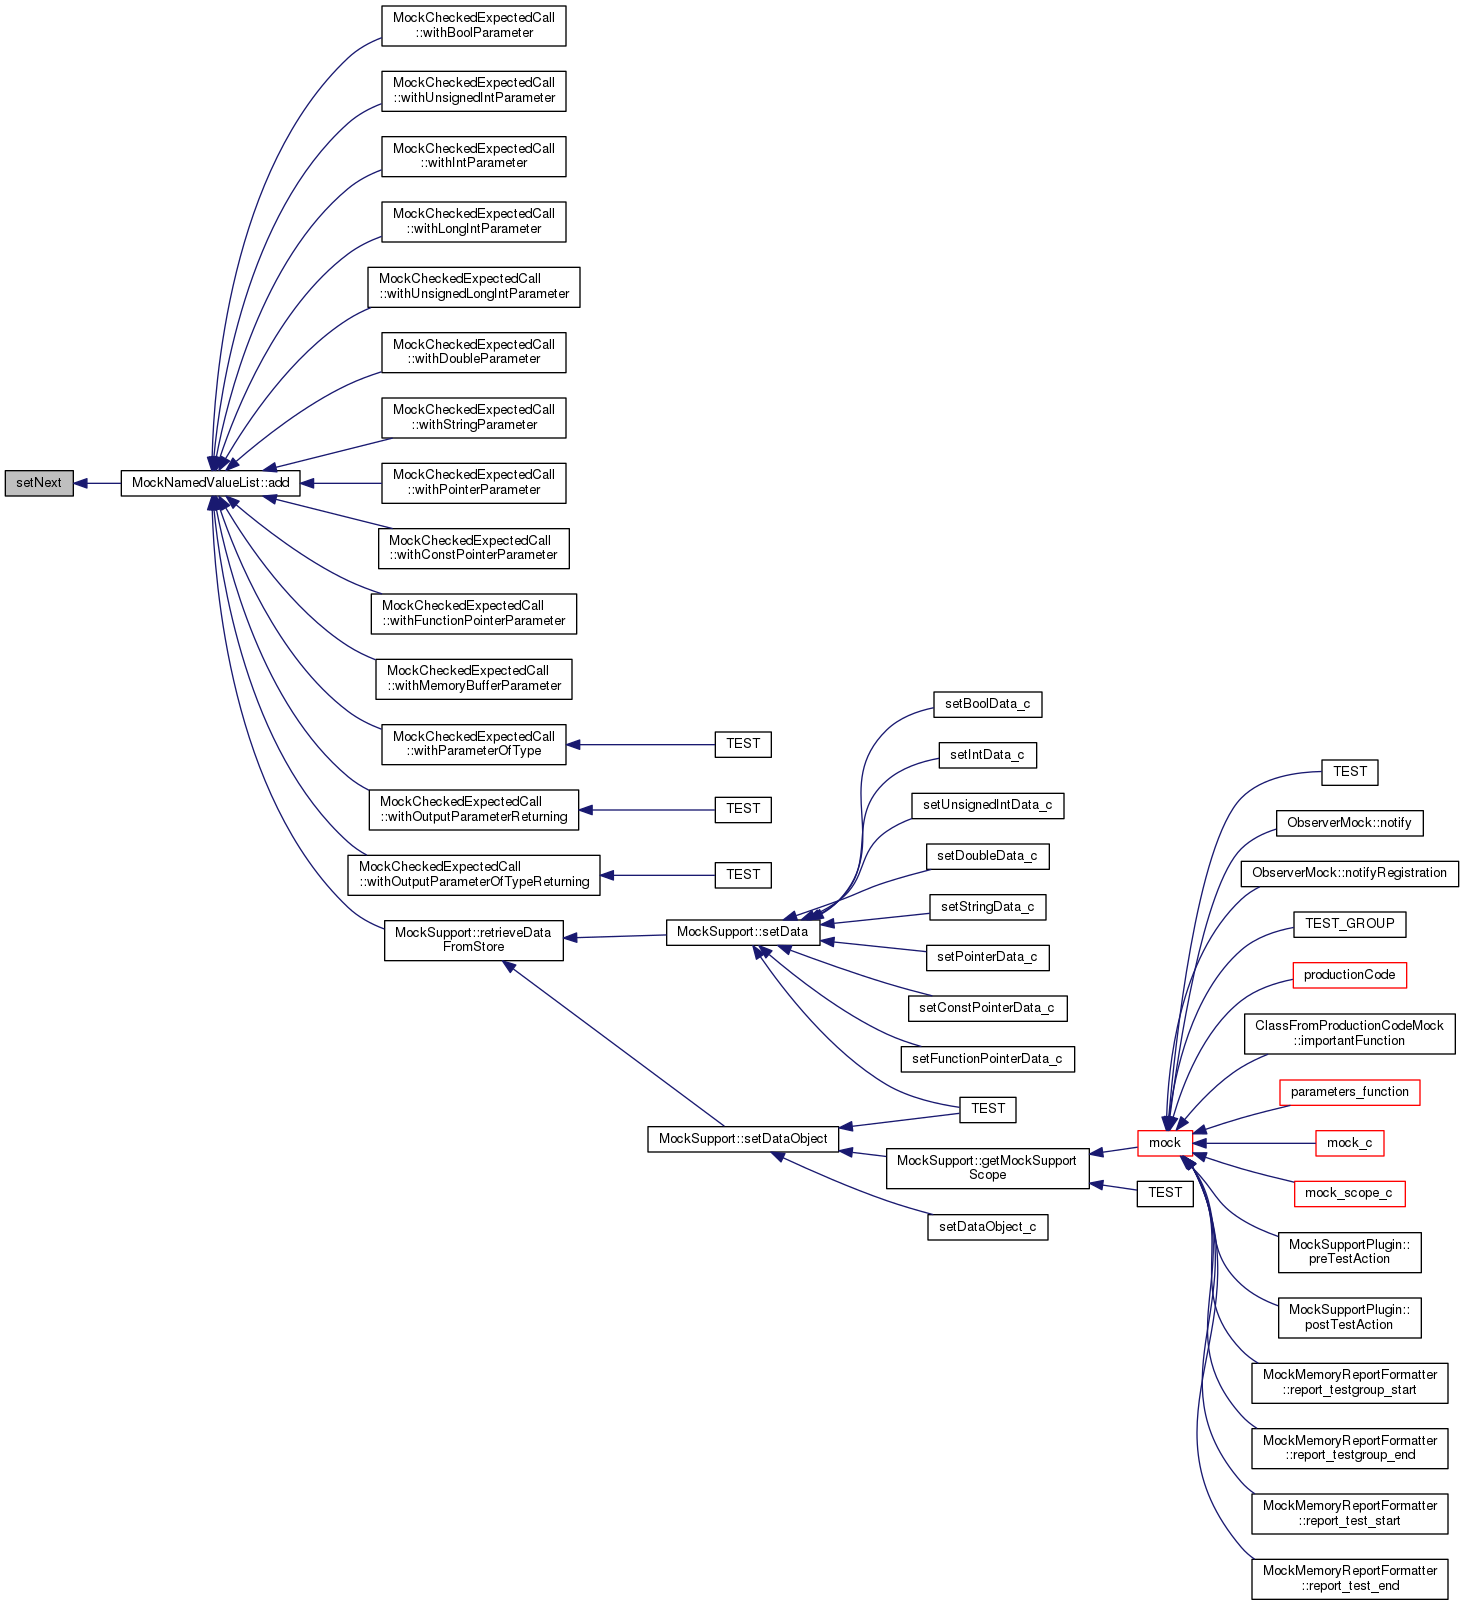 MockCheckedExpectedCall
::withBoolParameter
MockCheckedExpectedCall
::withUnsignedIntParameter
MockCheckedExpectedCall
::withIntParameter
MockCheckedExpectedCall
::withLongIntParameter
MockCheckedExpectedCall
::withUnsignedLongIntParameter
MockCheckedExpectedCall
::withDoubleParameter
MockCheckedExpectedCall
::withStringParameter
setNext
MockNamedValueList::add
MockCheckedExpectedCall
::withPointerParameter
MockCheckedExpectedCall
::withConstPointerParameter
MockCheckedExpectedCall
::withFunctionPointerParameter
MockCheckedExpectedCall
::withMemoryBufferParameter
MockCheckedExpectedCall
::withParameterOfType
TEST
MockCheckedExpectedCall
::withOutputParameterReturning
TEST
MockCheckedExpectedCall
::withOutputParameterOfTypeReturning
TEST
MockSupport::retrieveData
FromStore
MockSupport::setData
setBoolData_c
setIntData_c
setUnsignedIntData_c
setDoubleData_c
setStringData_c
setPointerData_c
setConstPointerData_c
setFunctionPointerData_c
TEST
MockSupport::setDataObject
MockSupport::getMockSupport
Scope
setDataObject_c
mock
TEST
TEST
ObserverMock::notify
ObserverMock::notifyRegistration
TEST_GROUP
productionCode
ClassFromProductionCodeMock
::importantFunction
parameters_function
mock_c
mock_scope_c
MockSupportPlugin::
preTestAction
MockSupportPlugin::
postTestAction
MockMemoryReportFormatter
::report_testgroup_start
MockMemoryReportFormatter
::report_testgroup_end
MockMemoryReportFormatter
::report_test_start
MockMemoryReportFormatter
::report_test_end